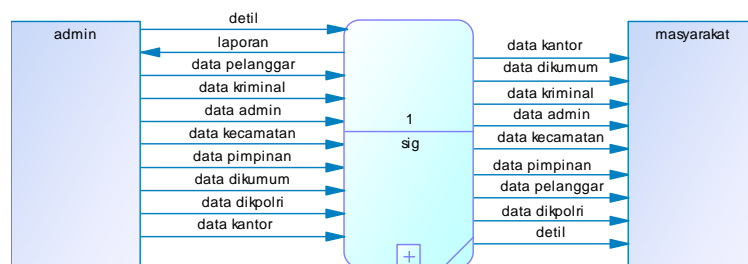 admin
detil
laporan
data pelanggar
data kriminal
data admin
data kecamatan
data pimpinan
data dikumum
data dikpolri
data kantor
1
sig
data kantor
data dikumum
data kriminal
data admin
data kecamatan
data pimpinan
data pelanggar
data dikpolri
detil
masyarakat